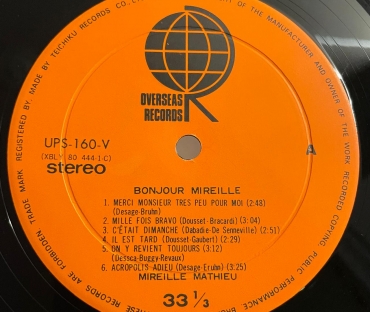 TRADE MARK REGISTERED. MADE BY TEICHIKU RECORDS CO.,
OF THE MANUFACTURER AND OWNER OF THE WORK RECORDED COPYING PUBLIC PERFORMANCE
THESE RECORDS ARE FORBIDDEN
OVERSEAS
RECORDS
UPS-160-V
(XBLY 80 444-1C)
stereo
A
BONJOUR MIREILLE
1. MERCI MONSIEUR TRES PEU POUR MOI (2:48)
(Desage-Bruhn)
2. MILLE FOIS BRAVO (Dousset-Bracardi) (3:04)
3. C'ÉTAIT DIMANCHE (Dabadie-De Senneville) (2:51)
4. IL EST TARD (Dousset-Gaubert) (2:29)
5. ON Y REVIENT TOUJOURS (3:12)
(Dessca-Buggy-Revaux)
6. ACROPOLIS ADIEU (Desage Bruhn) (3:25)
MIREILLE MATHIEU
33 1/3